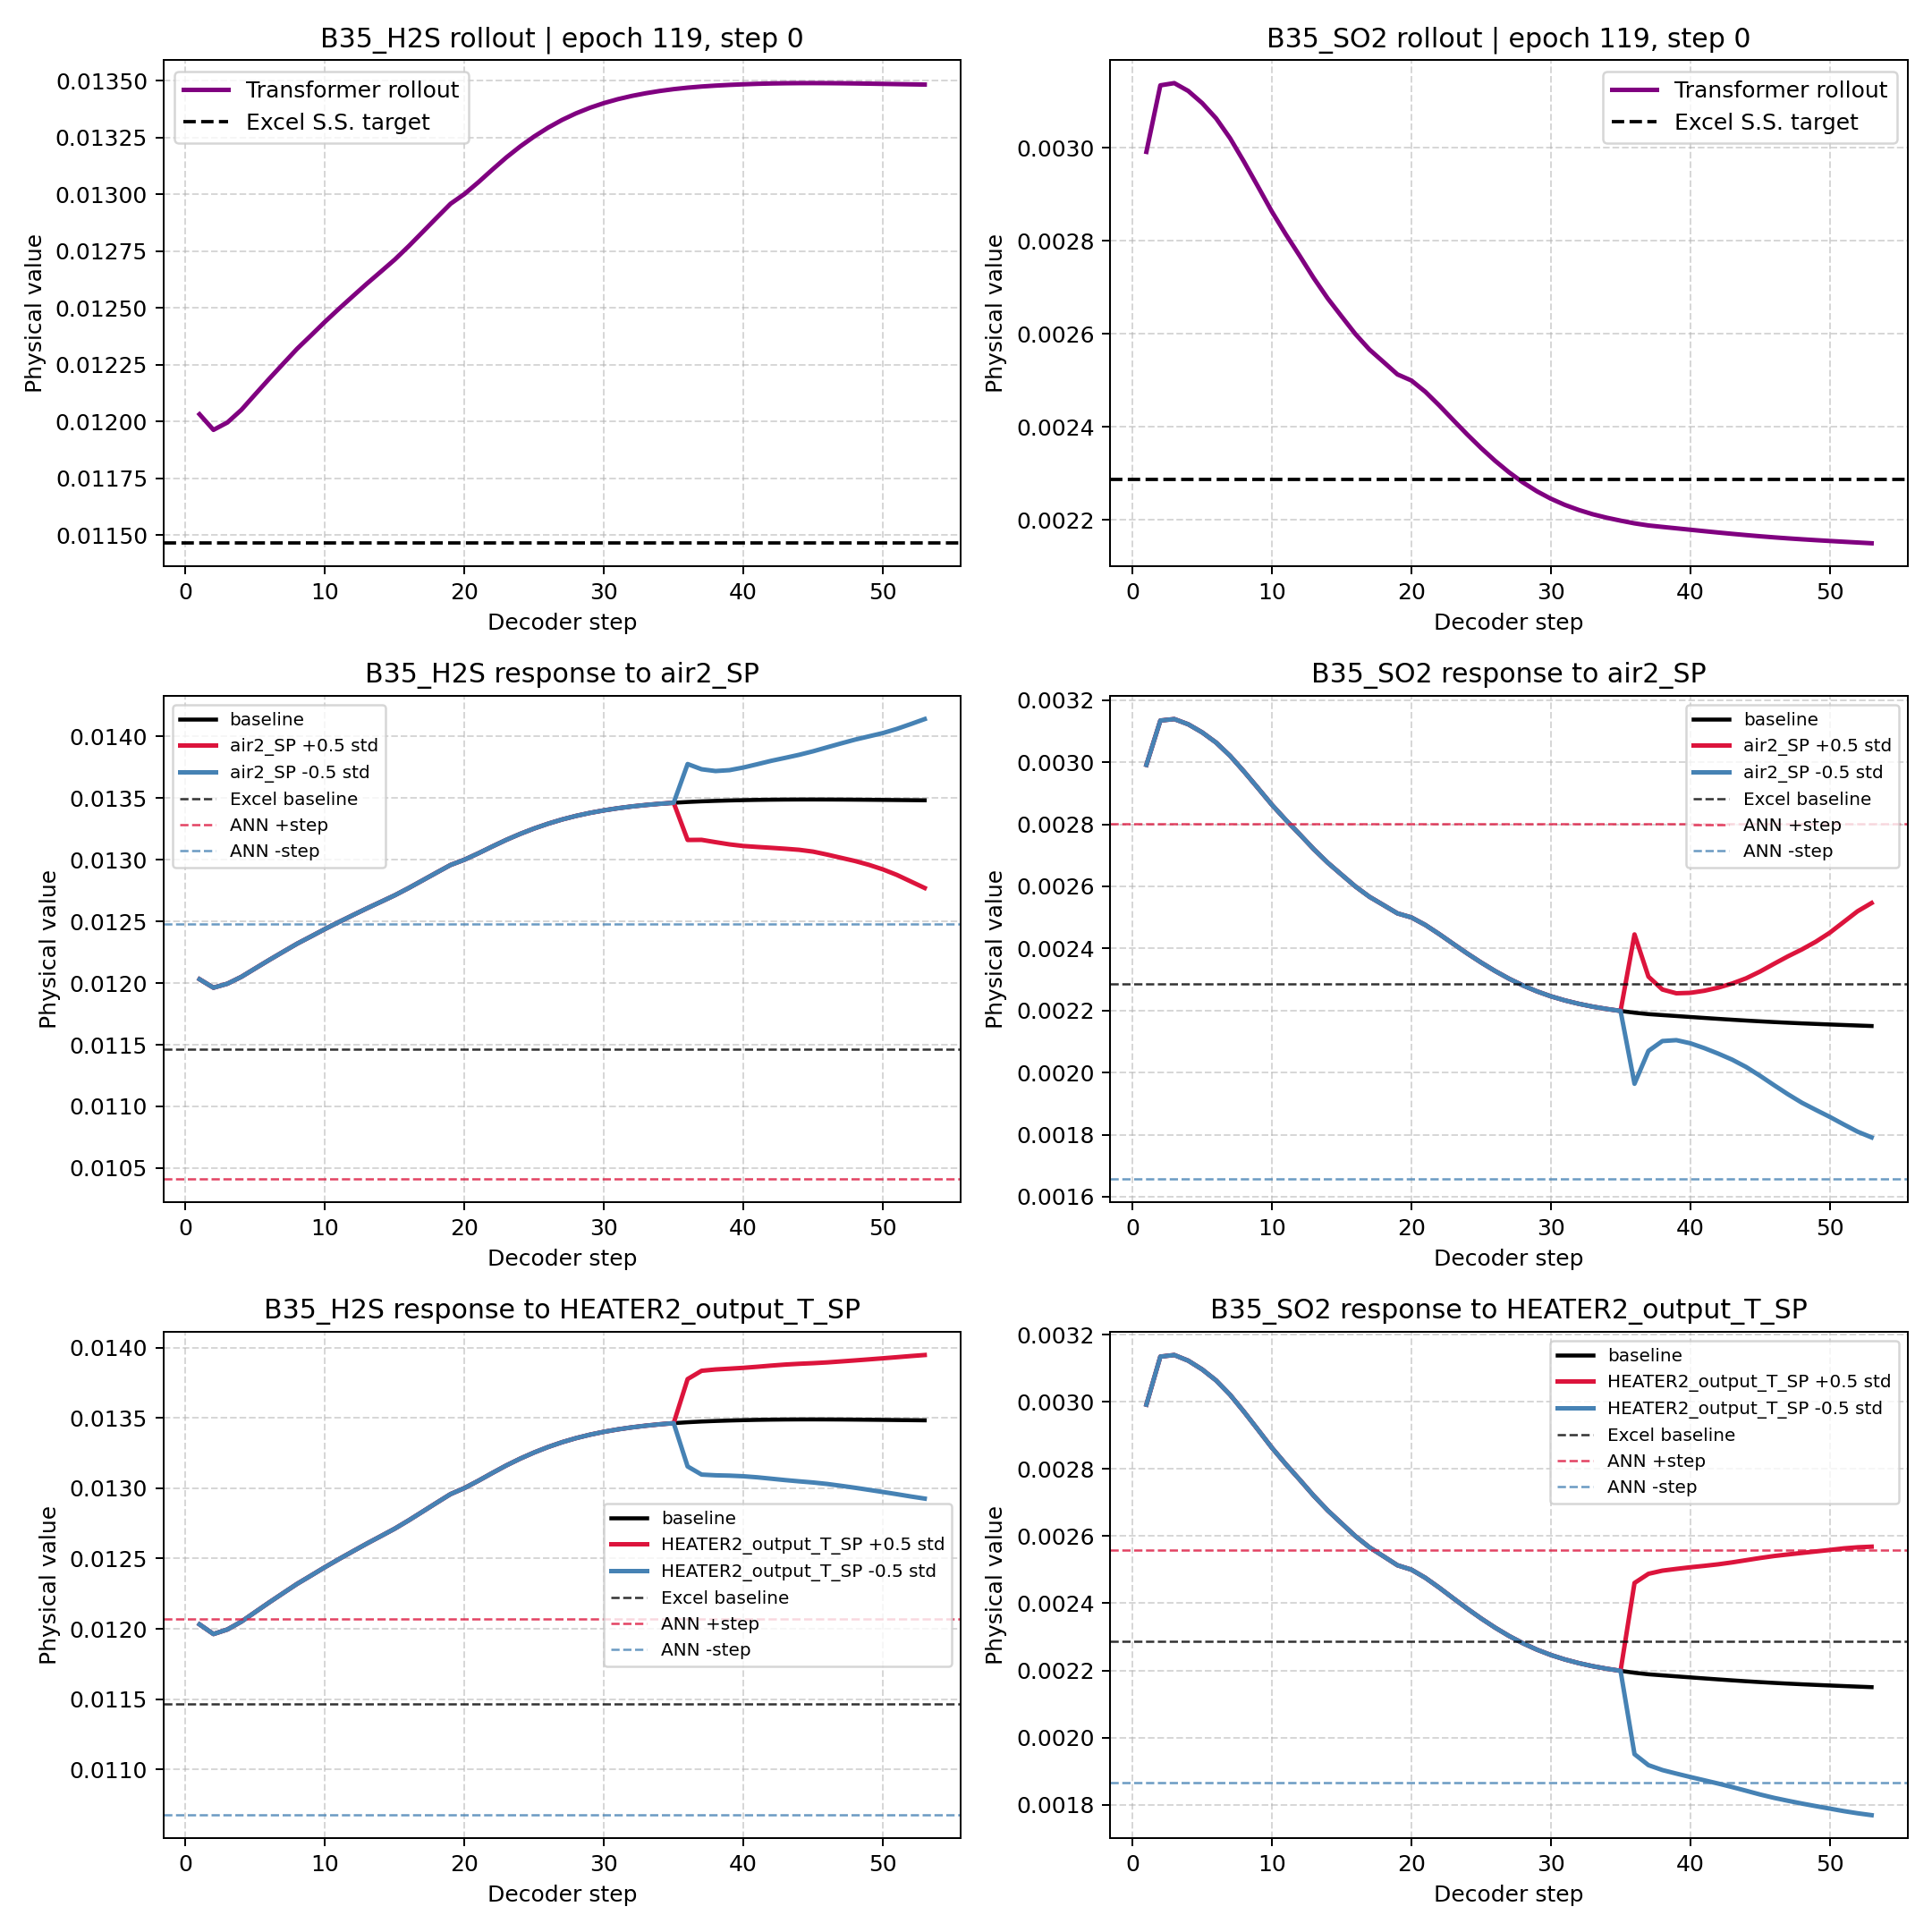 B35_H2S rollout | epoch 119, step 0
Physical value
0.01350
0.01325
0.01300
0.01275
0.01250
0.01225
0.01200
0.01175
0.01150
Transformer rollout
Excel S.S. target
0 10 20 30 40 50
Decoder step
B35_SO2 rollout | epoch 119, step 0
Physical value
0.0030
0.0028
0.0026
0.0024
0.0022
Transformer rollout
Excel S.S. target
0 10 20 30 40 50
Decoder step
B35_H2S response to air2_SP
Physical value
0.0140
0.0135
0.0130
0.0125
0.0120
0.0115
0.0110
0.0105
baseline
air2_SP +0.5 std
air2_SP -0.5 std
Excel baseline
ANN +step
ANN -step
0 10 20 30 40 50
Decoder step
B35_SO2 response to air2_SP
Physical value
0.0032
0.0030
0.0028
0.0026
0.0024
0.0022
0.0020
0.0018
0.0016
baseline
air2_SP +0.5 std
air2_SP -0.5 std
Excel baseline
ANN +step
ANN -step
0 10 20 30 40 50
Decoder step
B35_H2S response to HEATER2_output_T_SP
Physical value
0.0140
0.0135
0.0130
0.0125
0.0120
0.0115
0.0110
baseline
HEATER2_output_T_SP +0.5 std
HEATER2_output_T_SP -0.5 std
Excel baseline
ANN +step
ANN -step
0 10 20 30 40 50
Decoder step
B35_SO2 response to HEATER2_output_T_SP
Physical value
0.0032
0.0030
0.0028
0.0026
0.0024
0.0022
0.0020
0.0018
baseline
HEATER2_output_T_SP +0.5 std
HEATER2_output_T_SP -0.5 std
Excel baseline
ANN +step
ANN -step
0 10 20 30 40 50
Decoder step